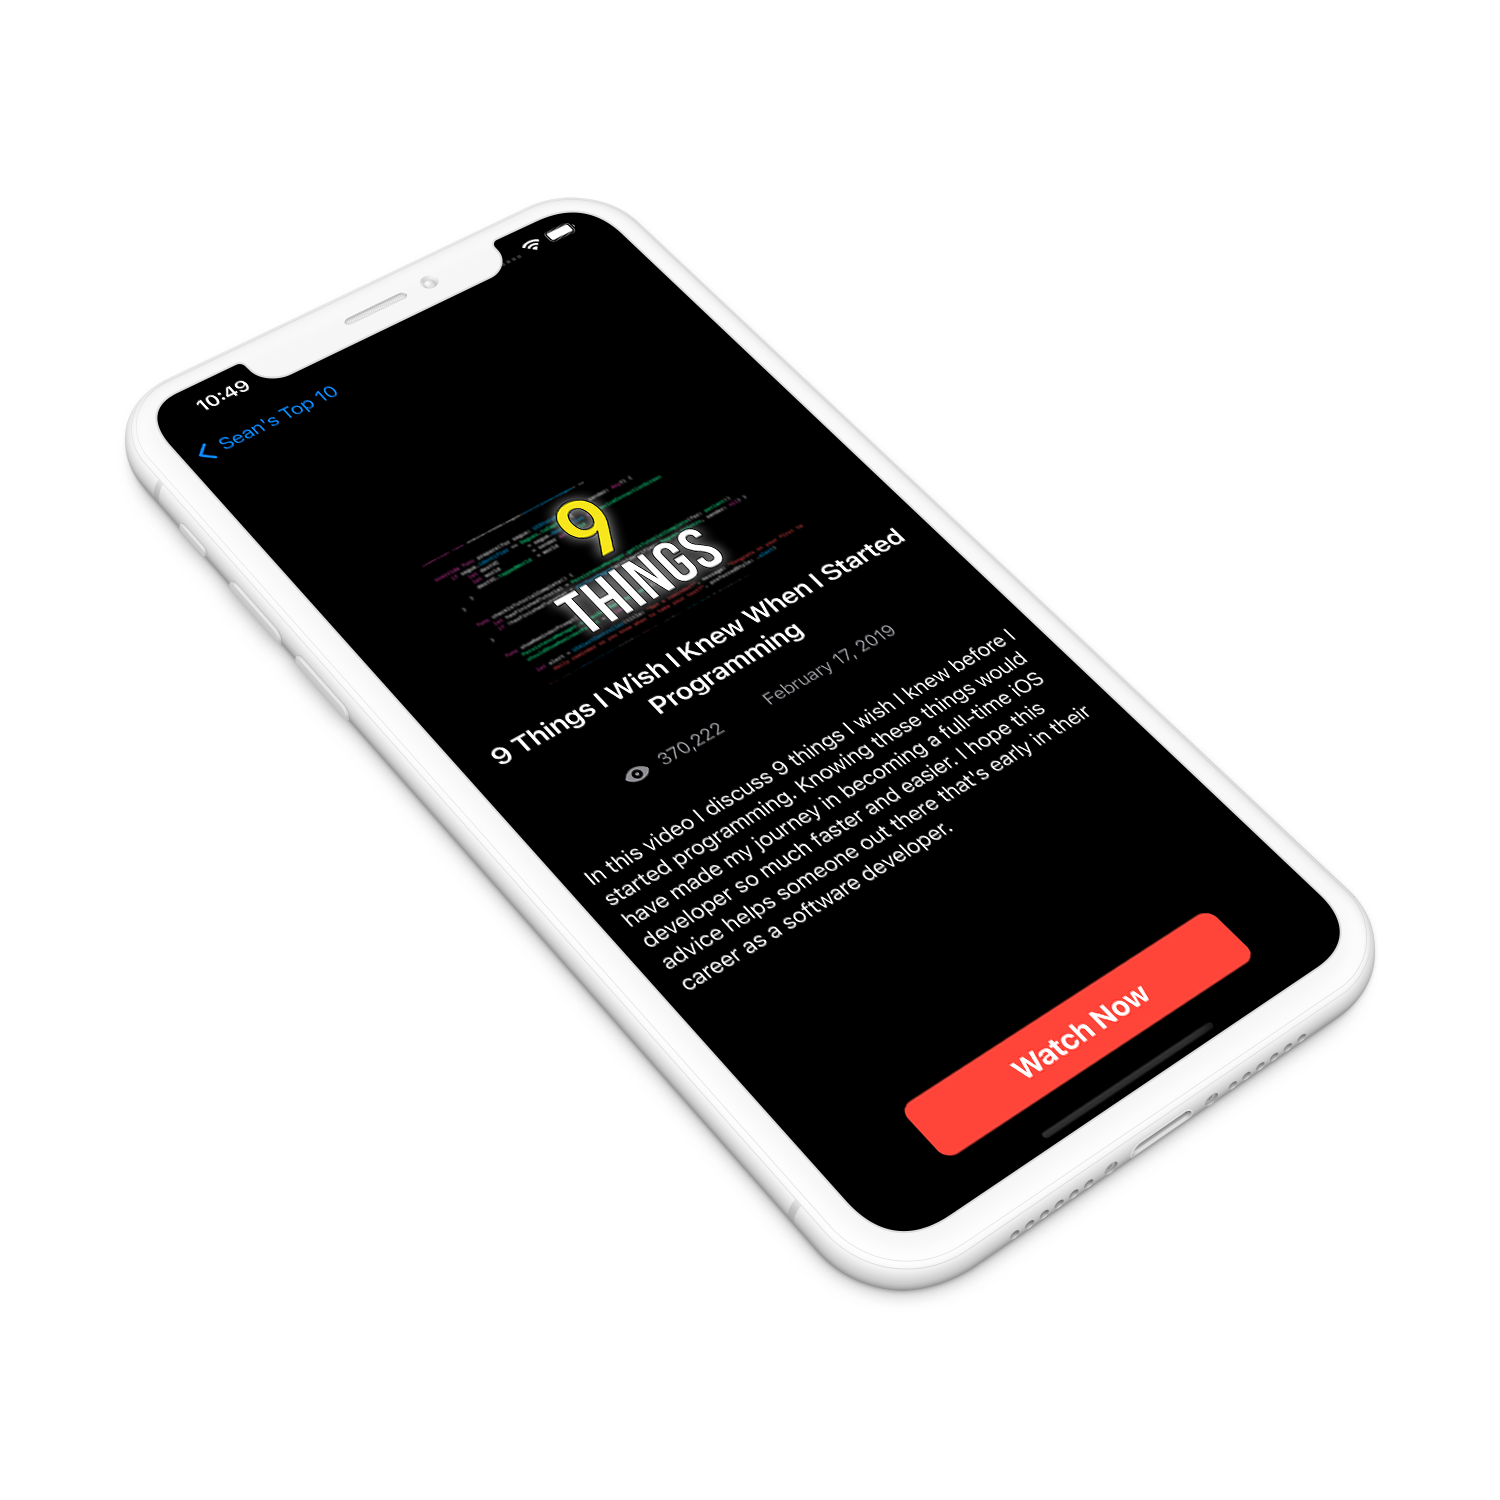 10:49
Sean's Top 10
9
THINGS
9 Things I Wish I Knew When I Started
Programming
370,222
February 17, 2019
In this video I discuss 9 things I wish I knew before I
started programming. Knowing these things would
have made my journey in becoming a full-time iOS
developer so much faster and easier. I hope this
advice helps someone out there that's early in their
career as a software developer.
Watch Now